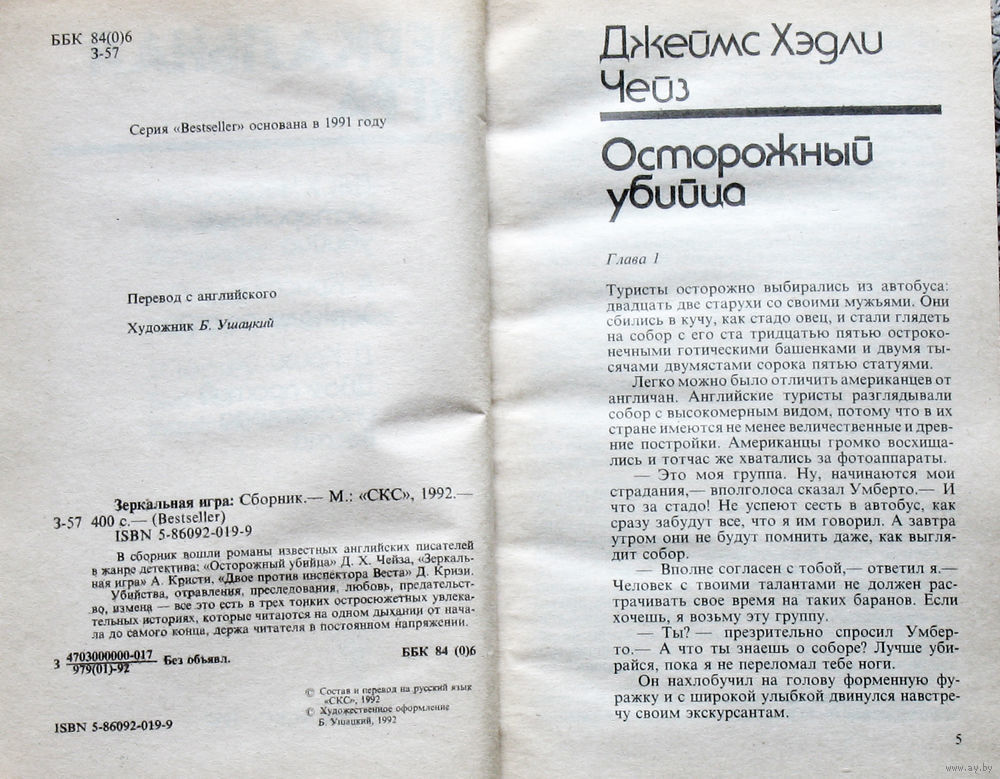 ББК 84(0)6
З-57
Серия «Bestseller» основана в 1991 году
Перевод с английского
Художник Б. Ушацкий
Зеркальная игра: Сборник.— М.: «СКС», 1992.—
З-57 400 с.— (Bestseller)
ISBN 5-86092-019-9
В сборник вошли романы известных английских писателей
в жанре детектива: «Осторожный убийца» Д. Х. Чейза, «Зеркаль-
ная игра» А. Кристи, «Двое против инспектора Веста» Д. Кризи.
Убийства, отравления, преследования, любовь, предательст-
во, измена — все это есть в трех тонких остросюжетных увлека-
тельных историях, которые читаются на одном дыхании от нача-
ла до самого конца, держа читателя в постоянном напряжении.
З 4703000000-017
979(01)-92 Без объявл.
ББК 84 (0)6
© Состав и перевод на русский язык
«СКС», 1992
© Художественное оформление
Б. Ушацкий, 1992
ISBN 5-86092-019-9
Джеймс Хэдли
Чейз
Осторожный
убийца
Глава 1
Туристы осторожно выбирались из автобуса:
двадцать две старухи со своими мужьями. Они
сбились в кучу, как стадо овец, и стали глядеть
на собор с его ста тридцатью пятью остроко-
нечными готическими башенками и двумя ты-
сячами двумястами сорока пятью статуями.
Легко можно было отличить американцев от
англичан. Английские туристы разглядывали
собор с высокомерным видом, потому что в их
стране имеются не менее величественные и древ-
ние постройки. Американцы громко восхища-
лись и тотчас же хватались за фотоаппараты.
— Это моя группа. Ну, начинаются мои
страдания,— вполголоса сказал Умберто.— И
что за стадо! Не успеют сесть в автобус, как
сразу забудут все, что я им говорил. А завтра
утром они не будут помнить даже, как выгля-
дит собор.
— Вполне согласен с тобой,— ответил я.—
Человек с твоими талантами не должен рас-
трачивать свое время на таких баранов. Если
хочешь, я возьму эту группу.
— Ты? — презрительно спросил Умбер-
то.— А что ты знаешь о соборе? Лучше уби-
райся, пока я не переломал тебе ноги.
Он нахлобучил на голову форменную фу-
ражку и с широкой улыбкой двинулся навстре-
чу своим экскурсантам.
5
www.ay.by